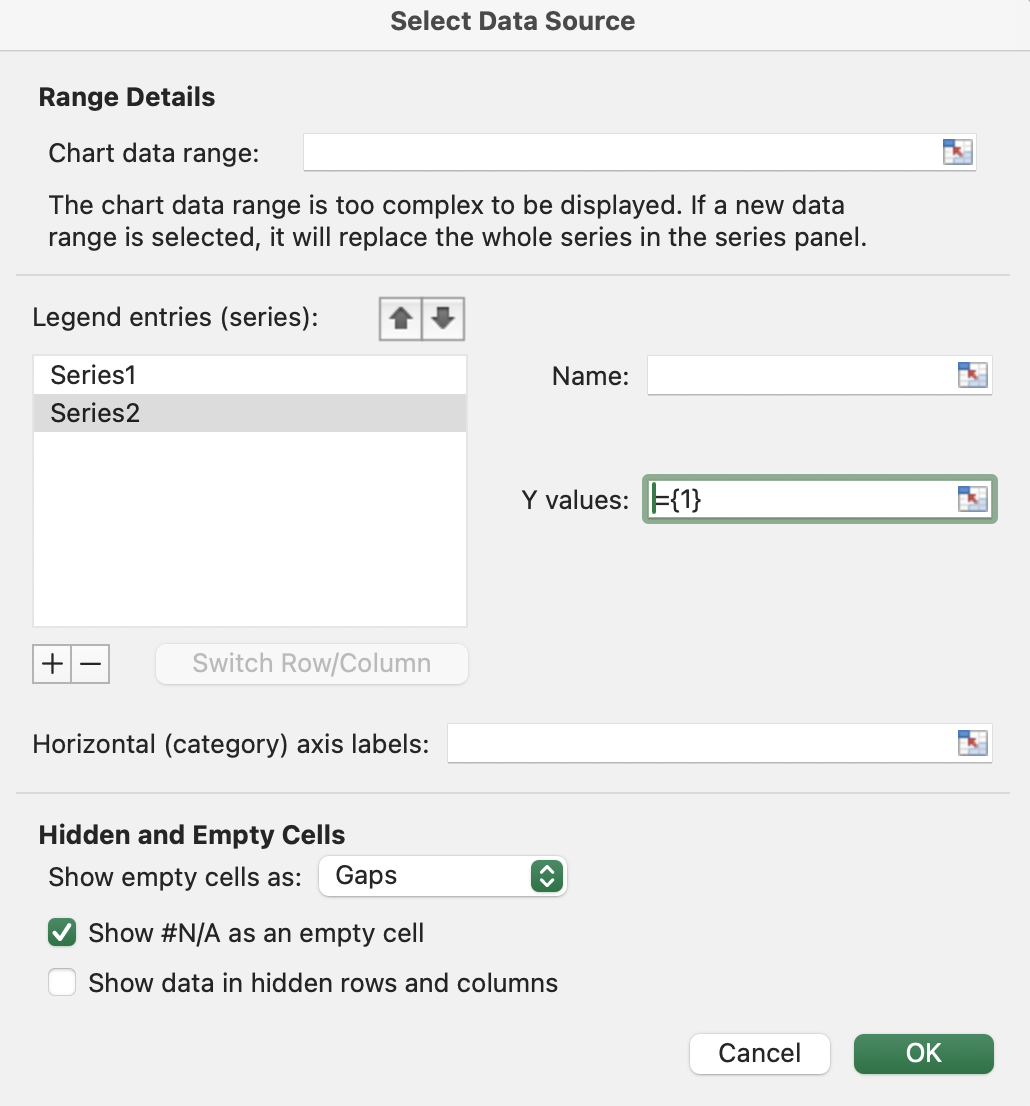 Select Data Source
Range Details
Chart data range:
The chart data range is too complex to be displayed. If a new data
range is selected, it will replace the whole series in the series panel.
Legend entries (series):
Series1
Series2
Name:
Y values: ={1}
Switch Row/Column
Horizontal (category) axis labels:
Hidden and Empty Cells
Show empty cells as: Gaps
Show #N/A as an empty cell
Show data in hidden rows and columns
Cancel OK